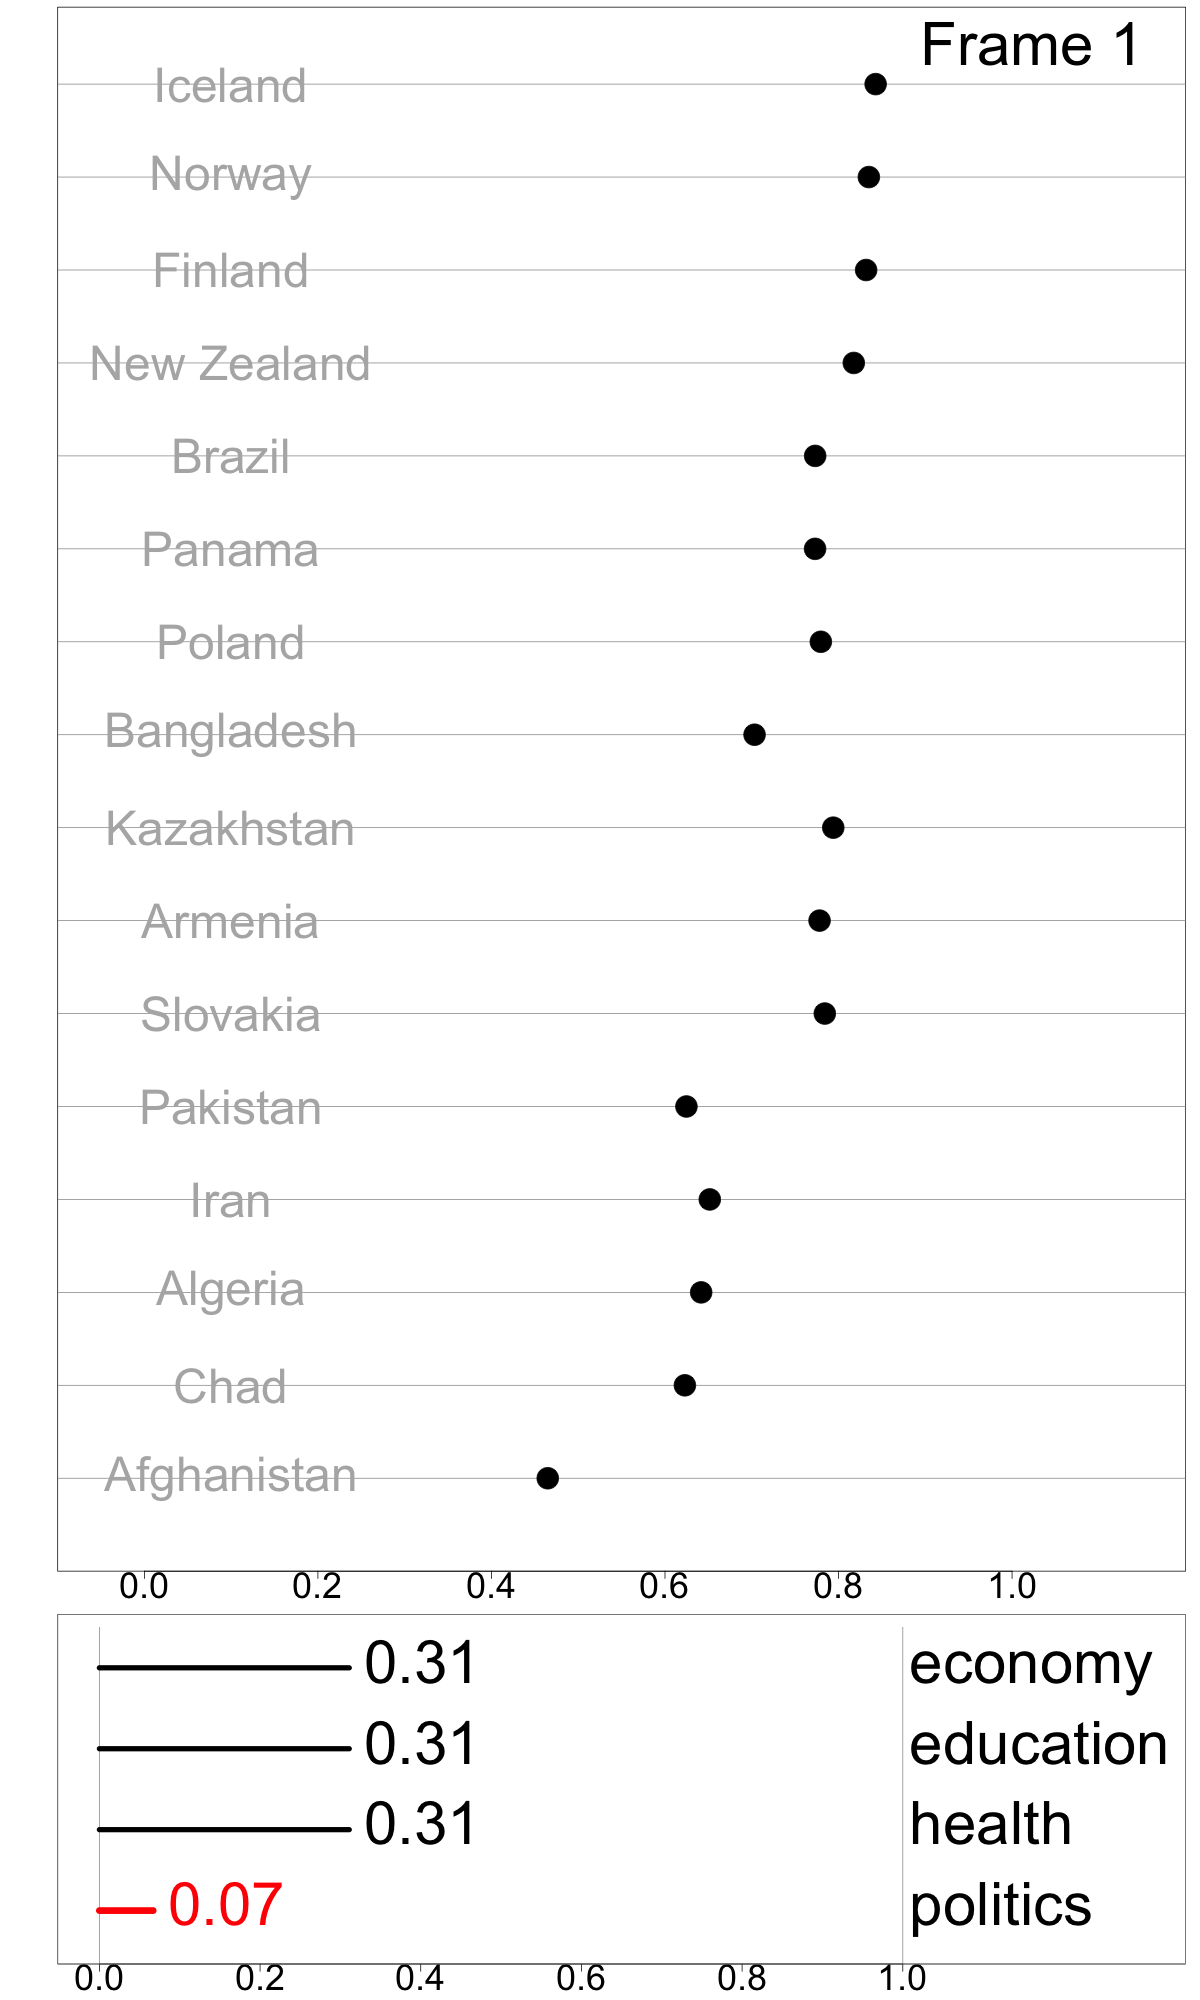 Frame 1
Iceland
Norway
Finland
New Zealand
Brazil
Panama
Poland
Bangladesh
Kazakhstan
Armenia
Slovakia
Pakistan
Iran
Algeria
Chad
Afghanistan
0.0 0.2 0.4 0.6 0.8 1.0
0.31 economy
0.31 education
0.31 health
0.07 politics
0.0 0.2 0.4 0.6 0.8 1.0